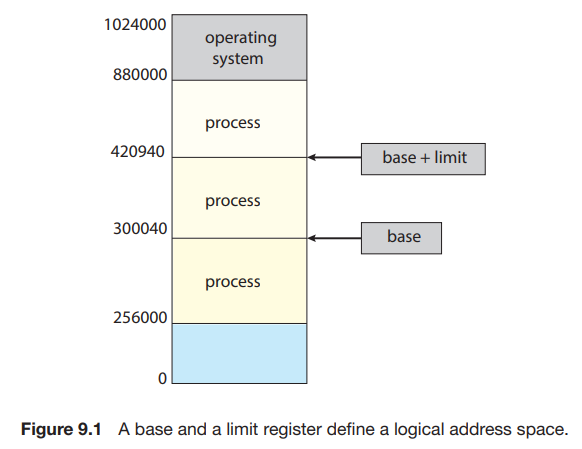 1024000
operating
system
880000
process
420940
base + limit
process
300040
base
process
256000
0
Figure 9.1 A base and a limit register define a logical address space.